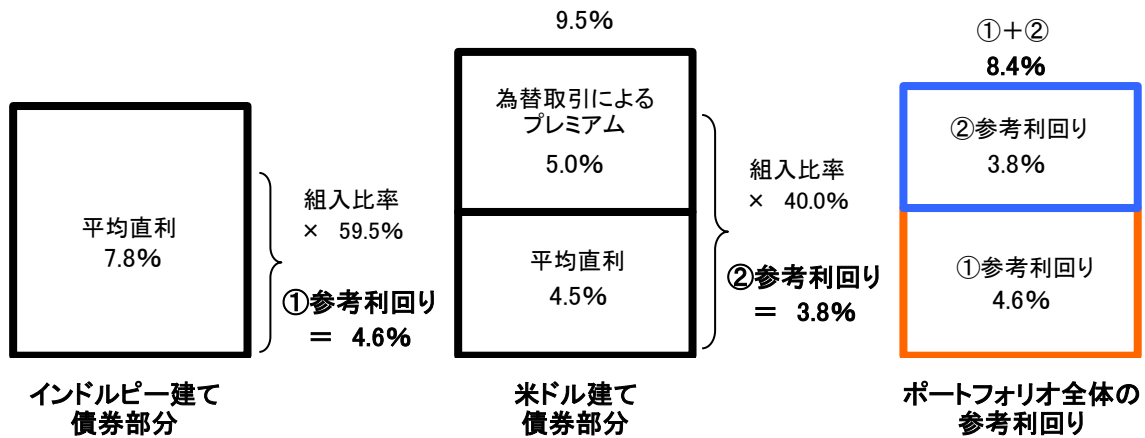 平均直利
7.8%
組入比率
× 59.5%
①参考利回り
= 4.6%
インドルピー建て
債券部分
9.5%
為替取引による
プレミアム
5.0%
平均直利
4.5%
組入比率
× 40.0%
②参考利回り
= 3.8%
米ドル建て
債券部分
①+②
8.4%
②参考利回り
3.8%
①参考利回り
4.6%
ポートフォリオ全体の
参考利回り